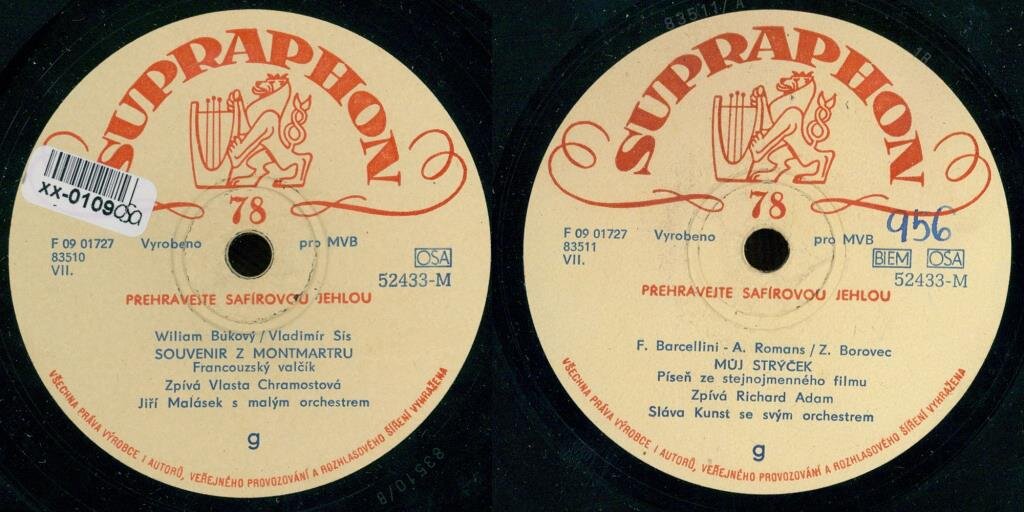 SUPRAPHON
78
xx-0109
F 09 01727
83510
VII.
Vyrobeno pro MVB
OSA
52433-M
PŘEHRÁVEJTE SAFÍROVOU JEHLOU
Wiliam Bukový / Vladimír Sís
SOUVENIR Z MONTMARTRU
Francouzský valčík
Zpívá Vlasta Chramostová
Jiří Malásek s malým orchestrem
g
VŠECHNA PRÁVA VÝROBCE I AUTORŮ, VEŘEJNÉHO PROVOZOVÁNÍ A ROZHLASOVÉHO ŠÍŘENÍ VYHRAŽENA
83510/B
83511/A
SUPRAPHON
78
956
F 09 01727
83511
VII.
Vyrobeno pro MVB
BIEM OSA
52433-M
PŘEHRÁVEJTE SAFÍROVOU JEHLOU
F. Barcellini - A. Romans / Z. Borovec
MŮJ STRÝČEK
Píseň ze stejnojmenného filmu
Zpívá Richard Adam
Sláva Kunst se svým orchestrem
g
VŠECHNA PRÁVA VÝROBCE I AUTORŮ, VEŘEJNÉHO PROVOZOVÁNÍ A ROZHLASOVÉHO ŠÍŘENÍ VYHRAŽENA